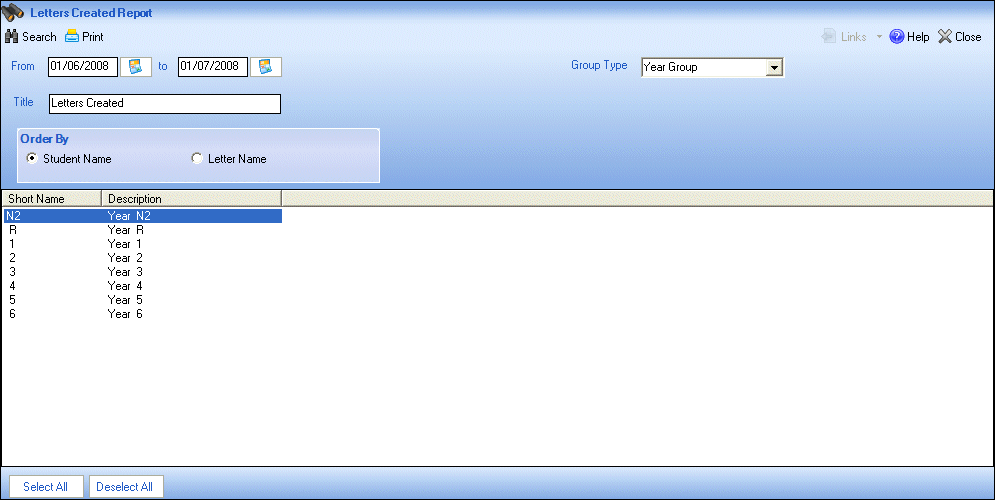 Letters Created Report
Search Print Links Help Close
From 01/06/2008 to 01/07/2008 Group Type Year Group
Title Letters Created
Order By
Student Name Letter Name
Short Name Description
N2 Year N2
R Year R
1 Year 1
2 Year 2
3 Year 3
4 Year 4
5 Year 5
6 Year 6
Select All Deselect All